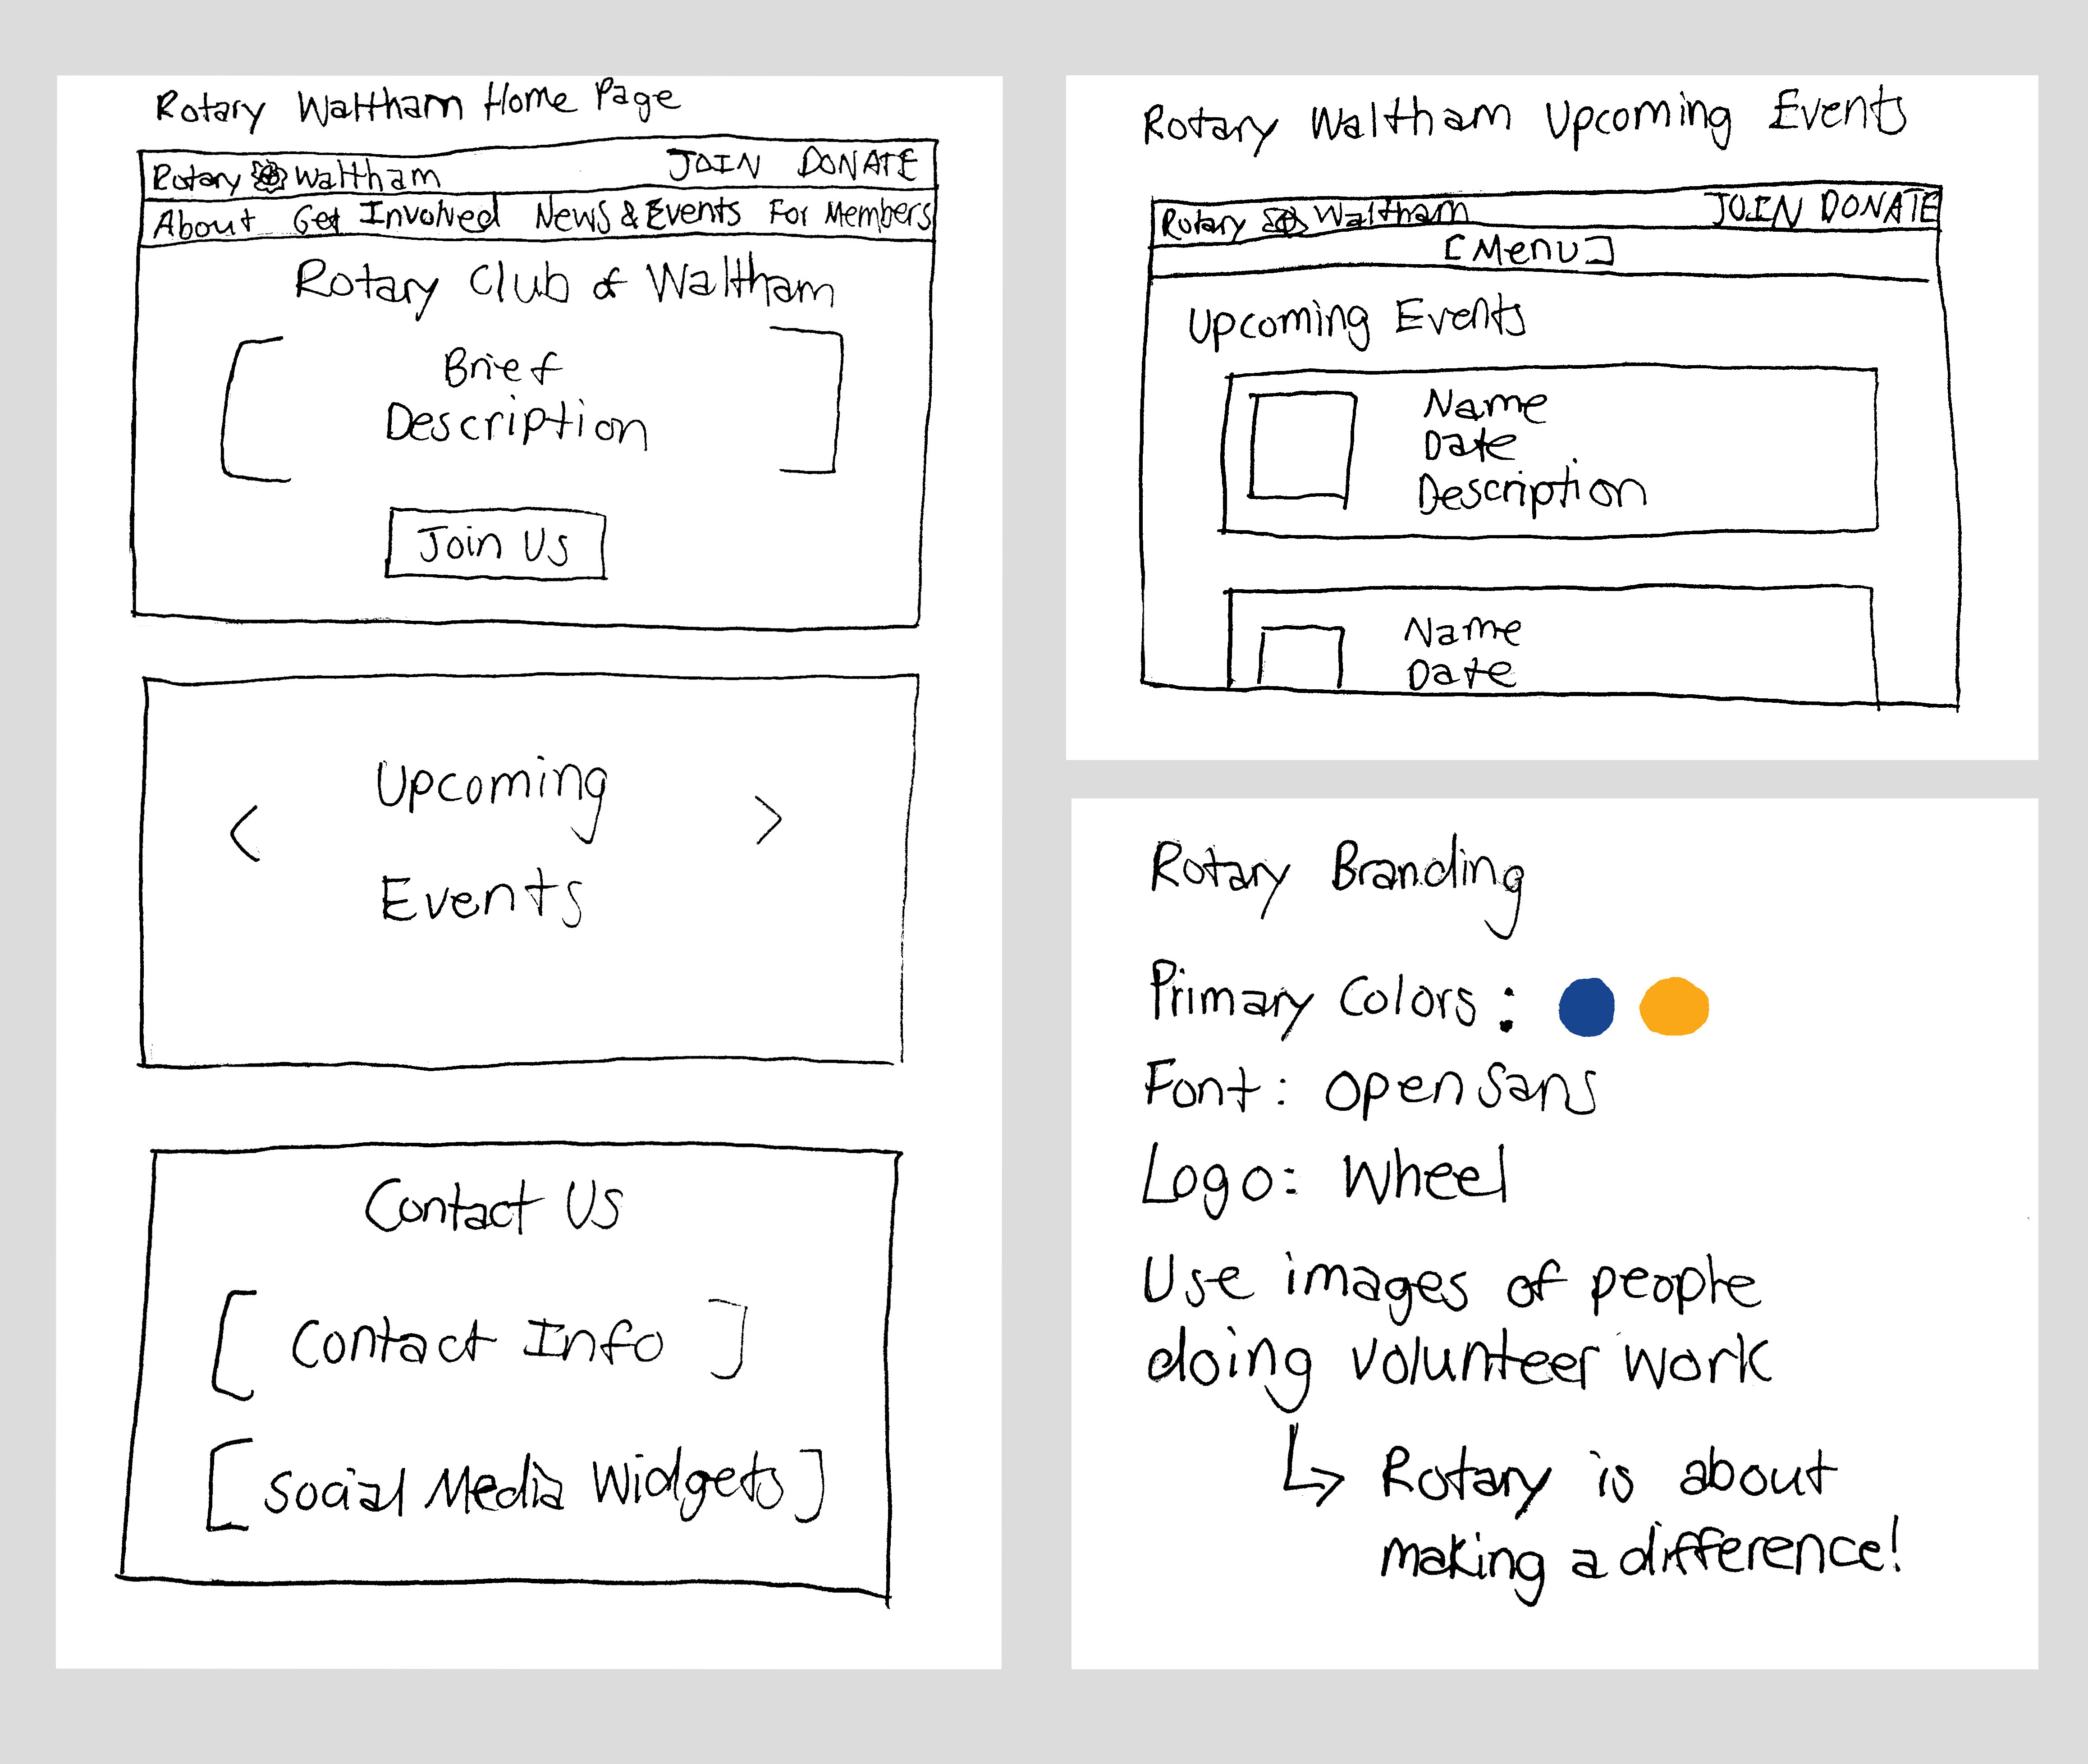 Rotary Waltham Home Page
Rotary Waltham JOIN DONATE
About Get Involved News & Events For Members
Rotary Club of Waltham
[ Brief
Description ]
Join Us
< Upcoming >
Events
Contact Us
[ Contact Info ]
[ Social Media Widgets ]
Rotary Waltham Upcoming Events
Rotary Waltham JOIN DONATE
[Menu]
Upcoming Events
Name
Date
Description
Name
Date
Rotary Branding
Primary Colors:
Font: Open Sans
Logo: Wheel
Use images of people
doing volunteer work
↳ Rotary is about
making a difference!